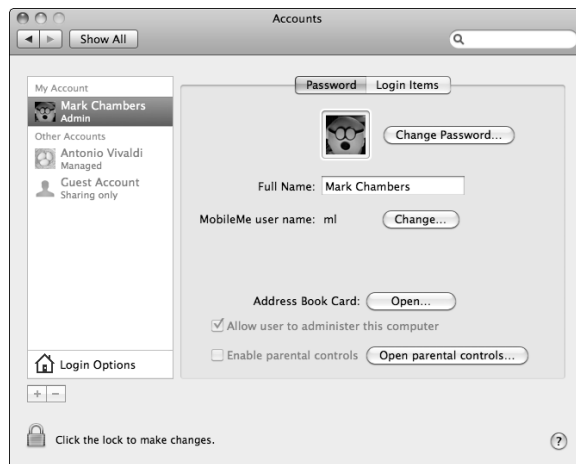 Accounts
Show All
My Account
Mark Chambers
Admin
Other Accounts
Antonio Vivaldi
Managed
Guest Account
Sharing only
Login Options
+ −
Password Login Items
Change Password...
Full Name: Mark Chambers
MobileMe user name: ml Change...
Address Book Card: Open...
Allow user to administer this computer
Enable parental controls Open parental controls...
Click the lock to make changes.
?